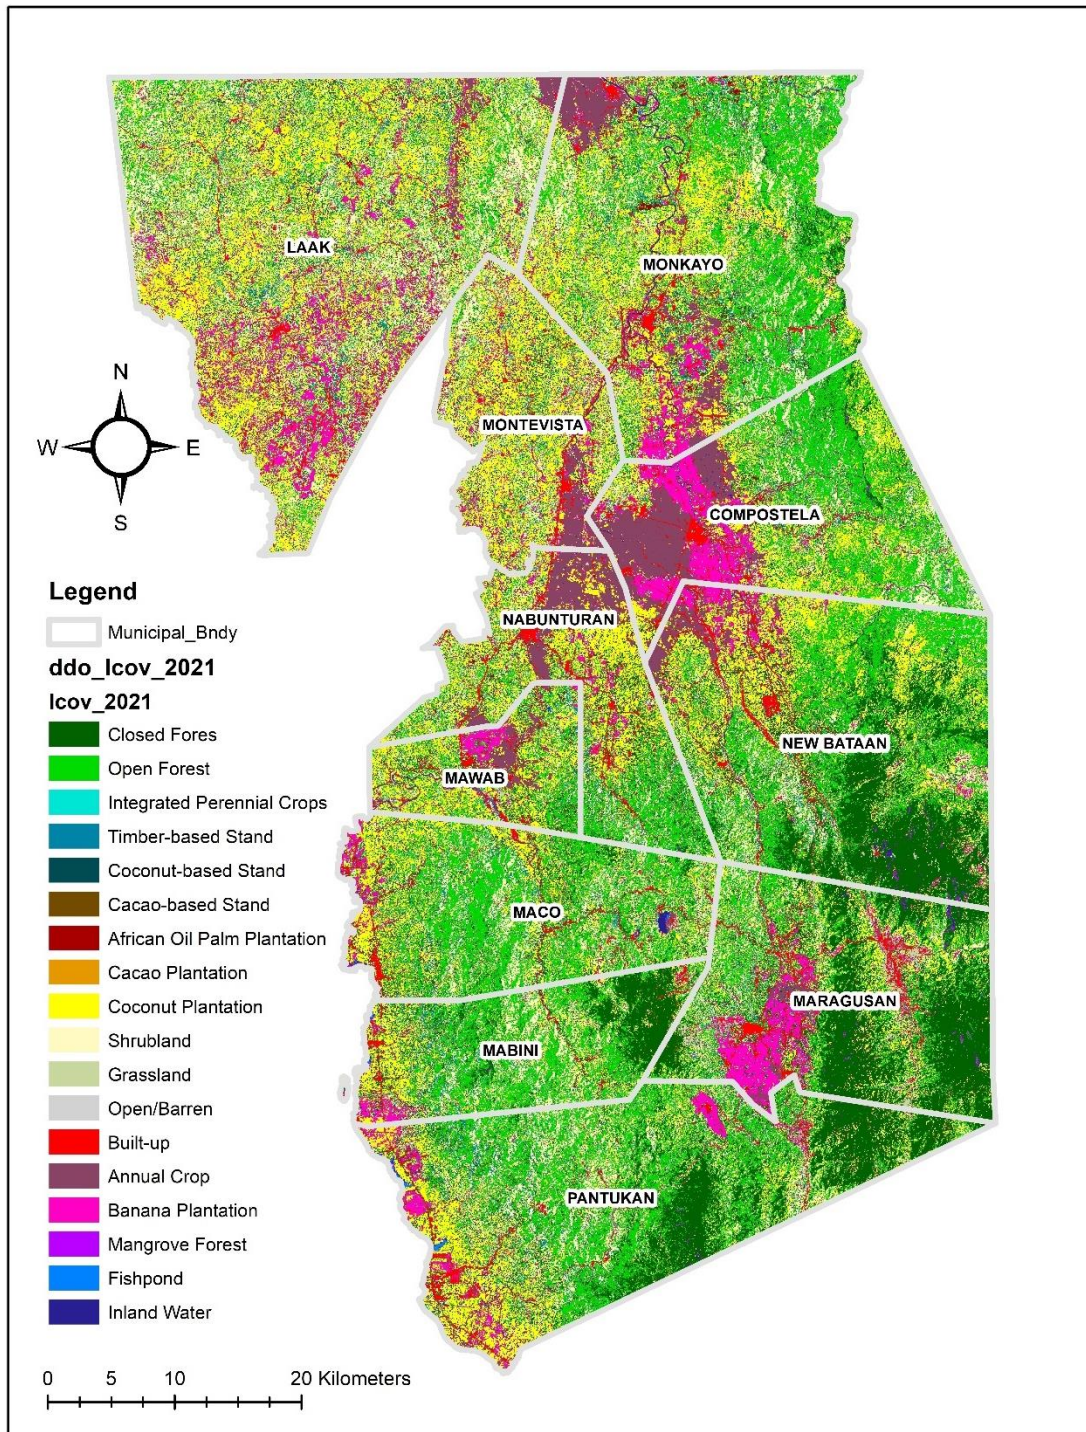 LAAK
MONKAYO
N
W
E
S
MONTEVISTA
COMPOSTELA
NABUNTURAN
NEW BATAAN
MAWAB
MACO
MARAGUSAN
MABINI
PANTUKAN
Legend
Municipal_Bndy
ddo_lcov_2021
lcov_2021
Closed Fores
Open Forest
Integrated Perennial Crops
Timber-based Stand
Coconut-based Stand
Cacao-based Stand
African Oil Palm Plantation
Cacao Plantation
Coconut Plantation
Shrubland
Grassland
Open/Barren
Built-up
Annual Crop
Banana Plantation
Mangrove Forest
Fishpond
Inland Water
0 5 10 20 Kilometers